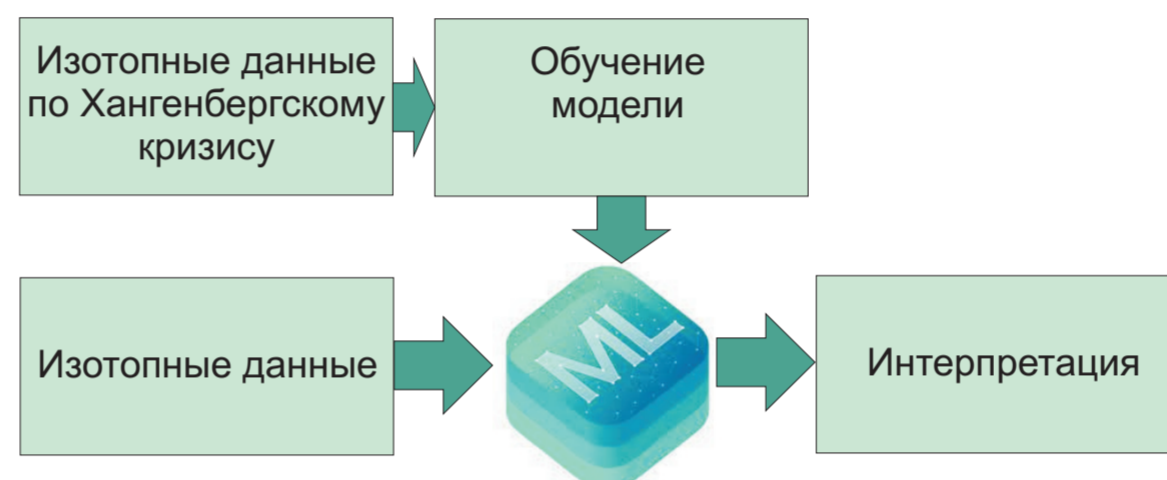 Изотопные данные
по Хангенбергскому
кризису
Обучение
модели
Изотопные данные
ML
Интерпретация